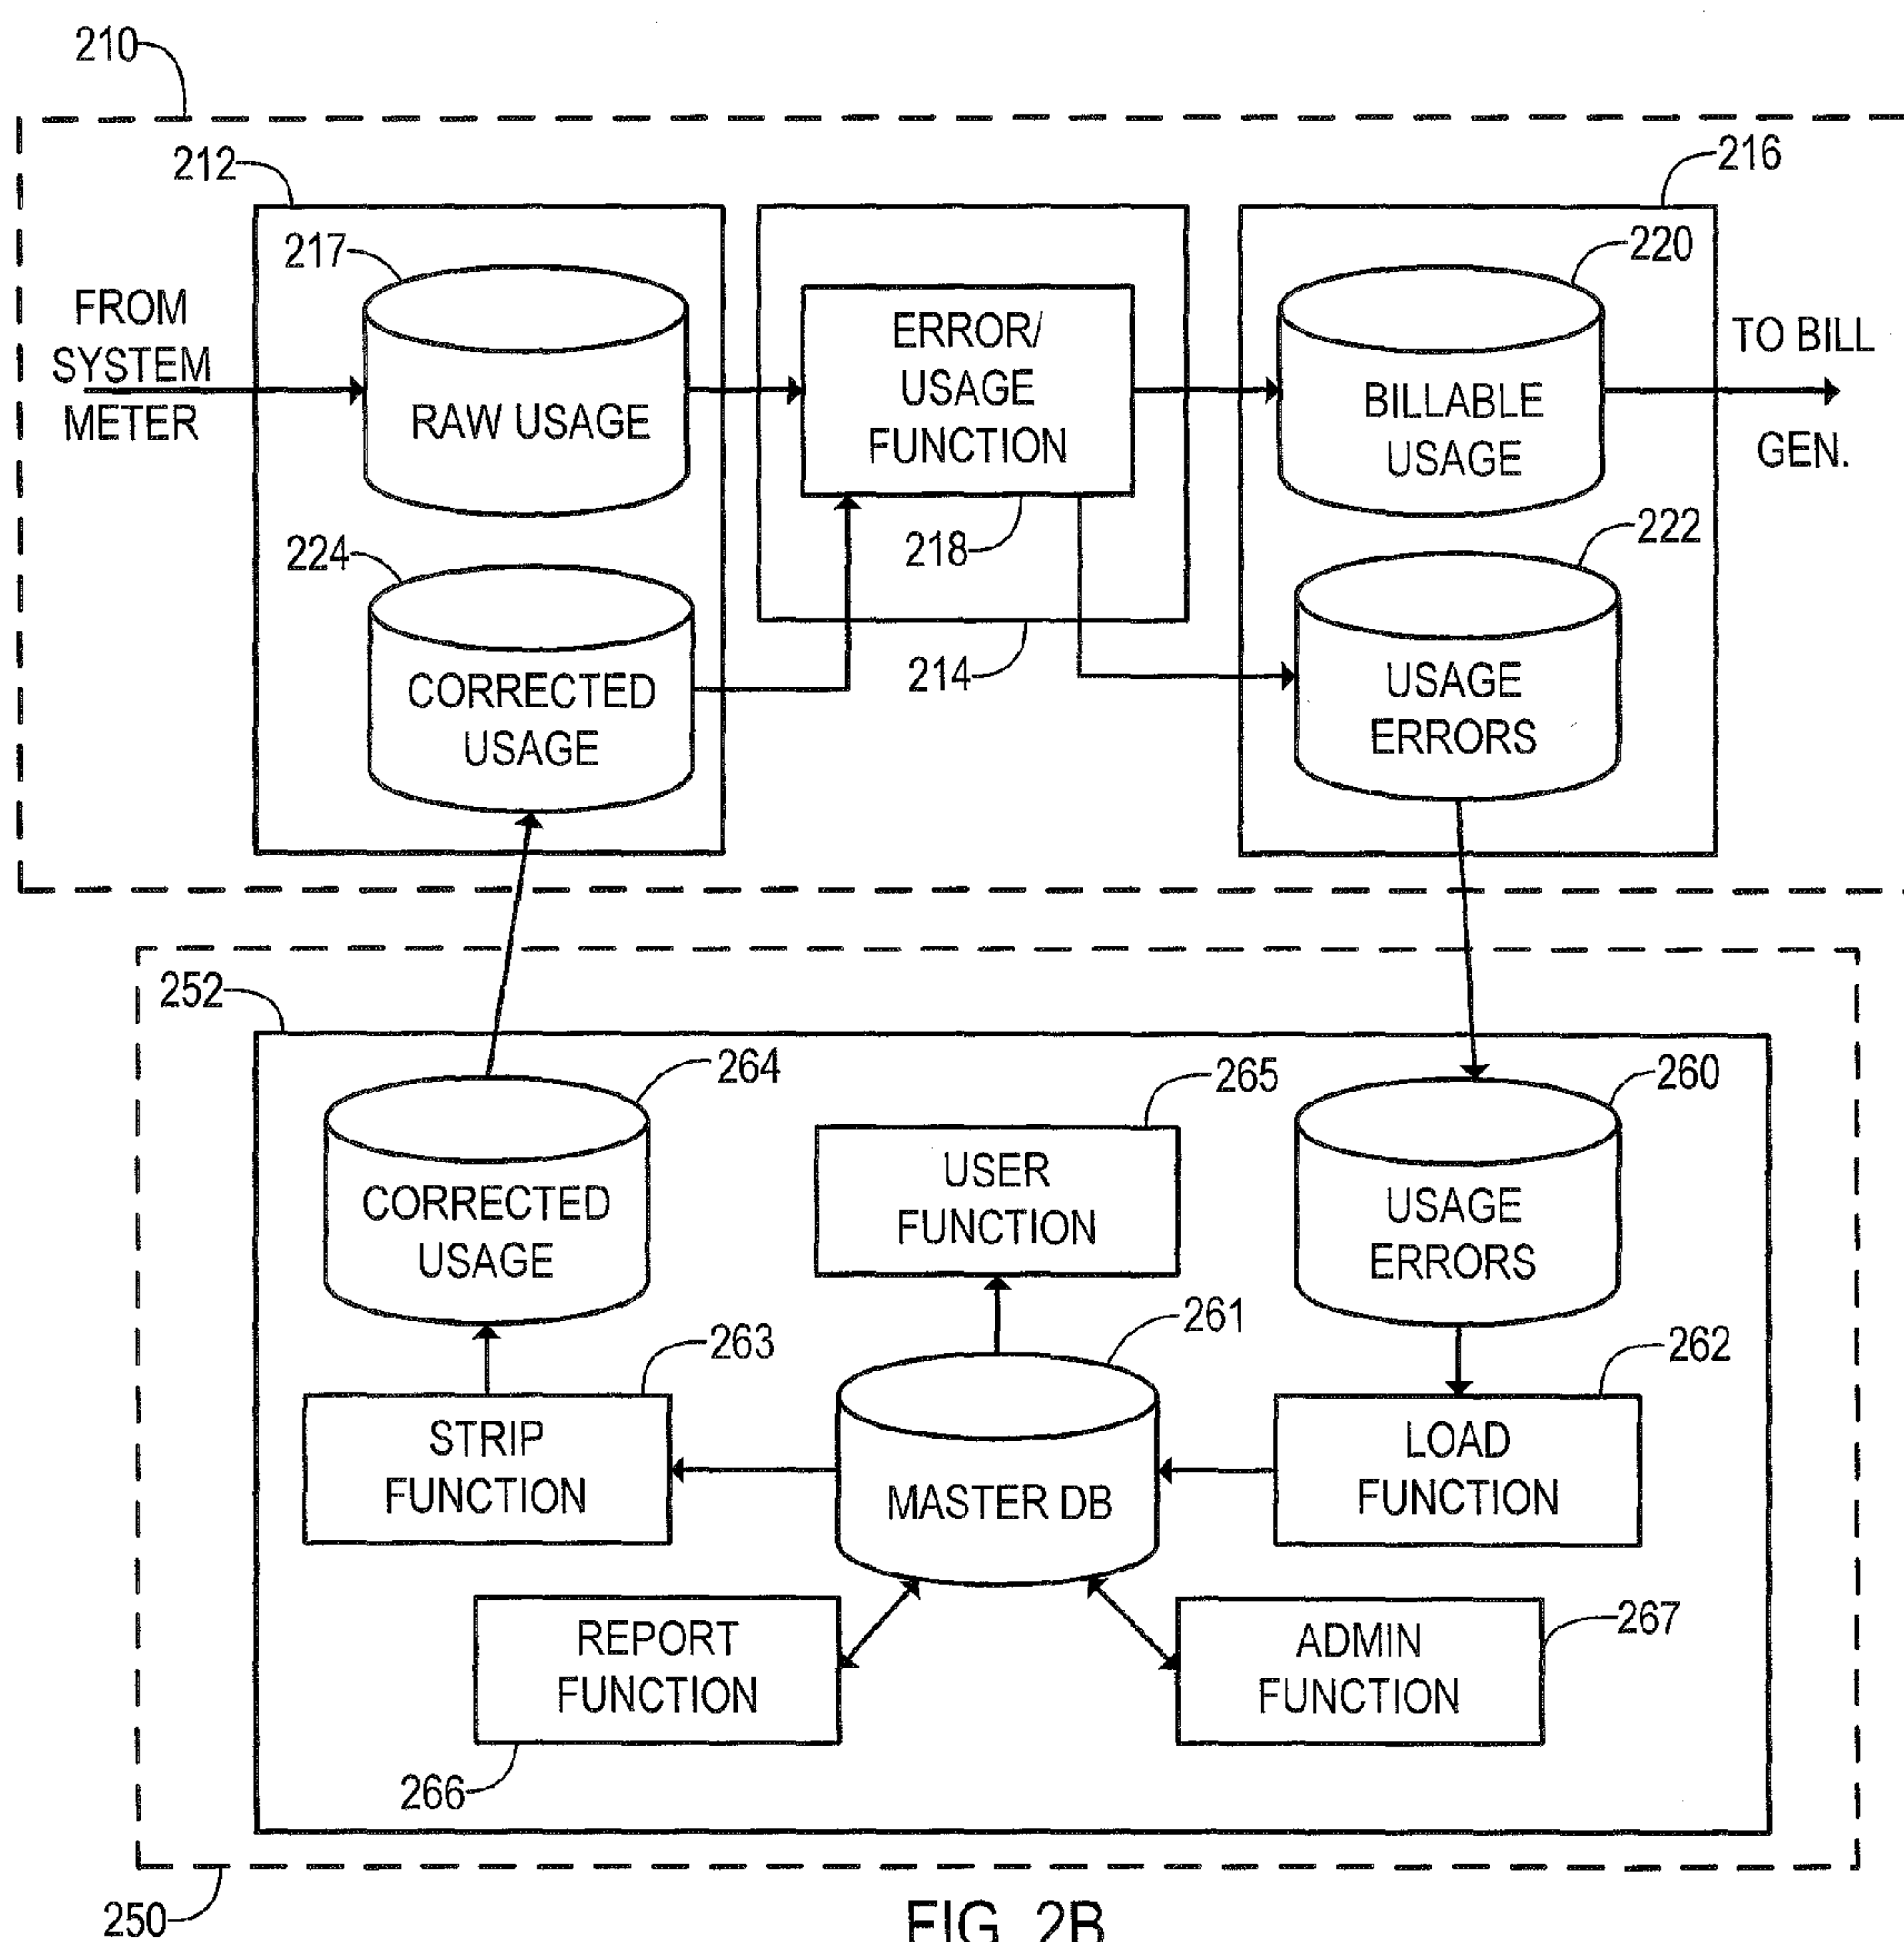 210
212
216
217
220
FROM
SYSTEM
METER
RAW USAGE
ERROR/
USAGE
FUNCTION
BILLABLE
USAGE
TO BILL
GEN.
218
222
224
214
CORRECTED
USAGE
USAGE
ERRORS
252
264
265
260
CORRECTED
USAGE
USER
FUNCTION
USAGE
ERRORS
263
261
262
STRIP
FUNCTION
MASTER DB
LOAD
FUNCTION
REPORT
FUNCTION
ADMIN
FUNCTION
267
266
250
FIG. 2B